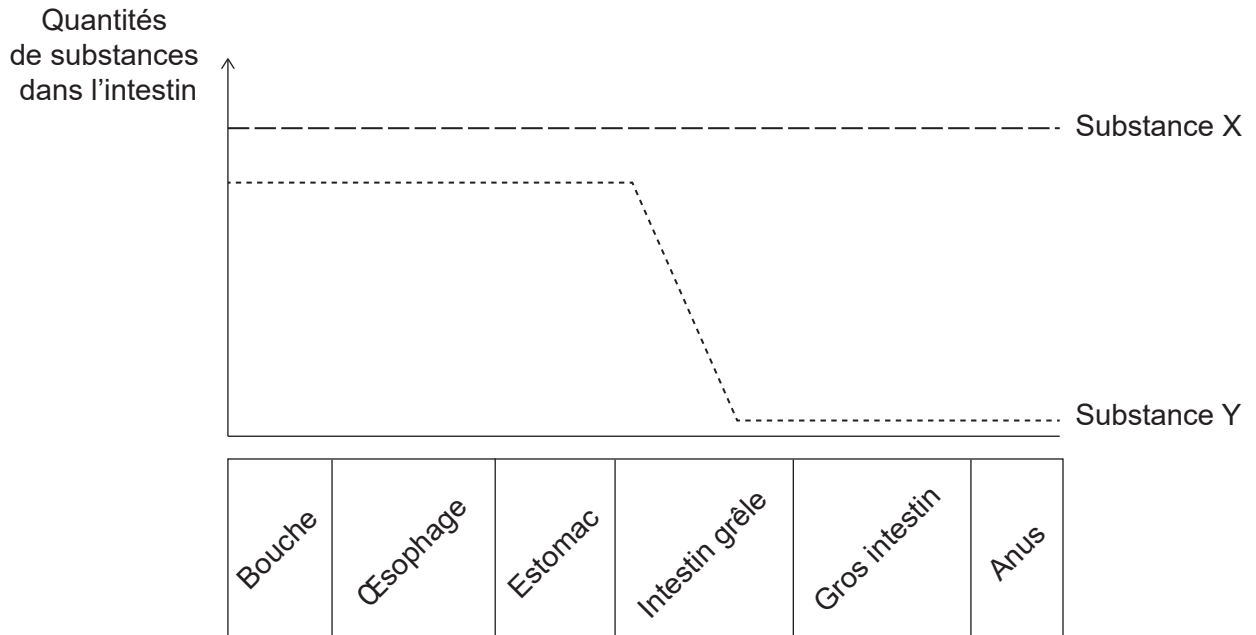 Quantités
de substances
dans l’intestin
Substance X
Substance Y
Bouche
Œsophage
Estomac
Intestin grêle
Gros intestin
Anus